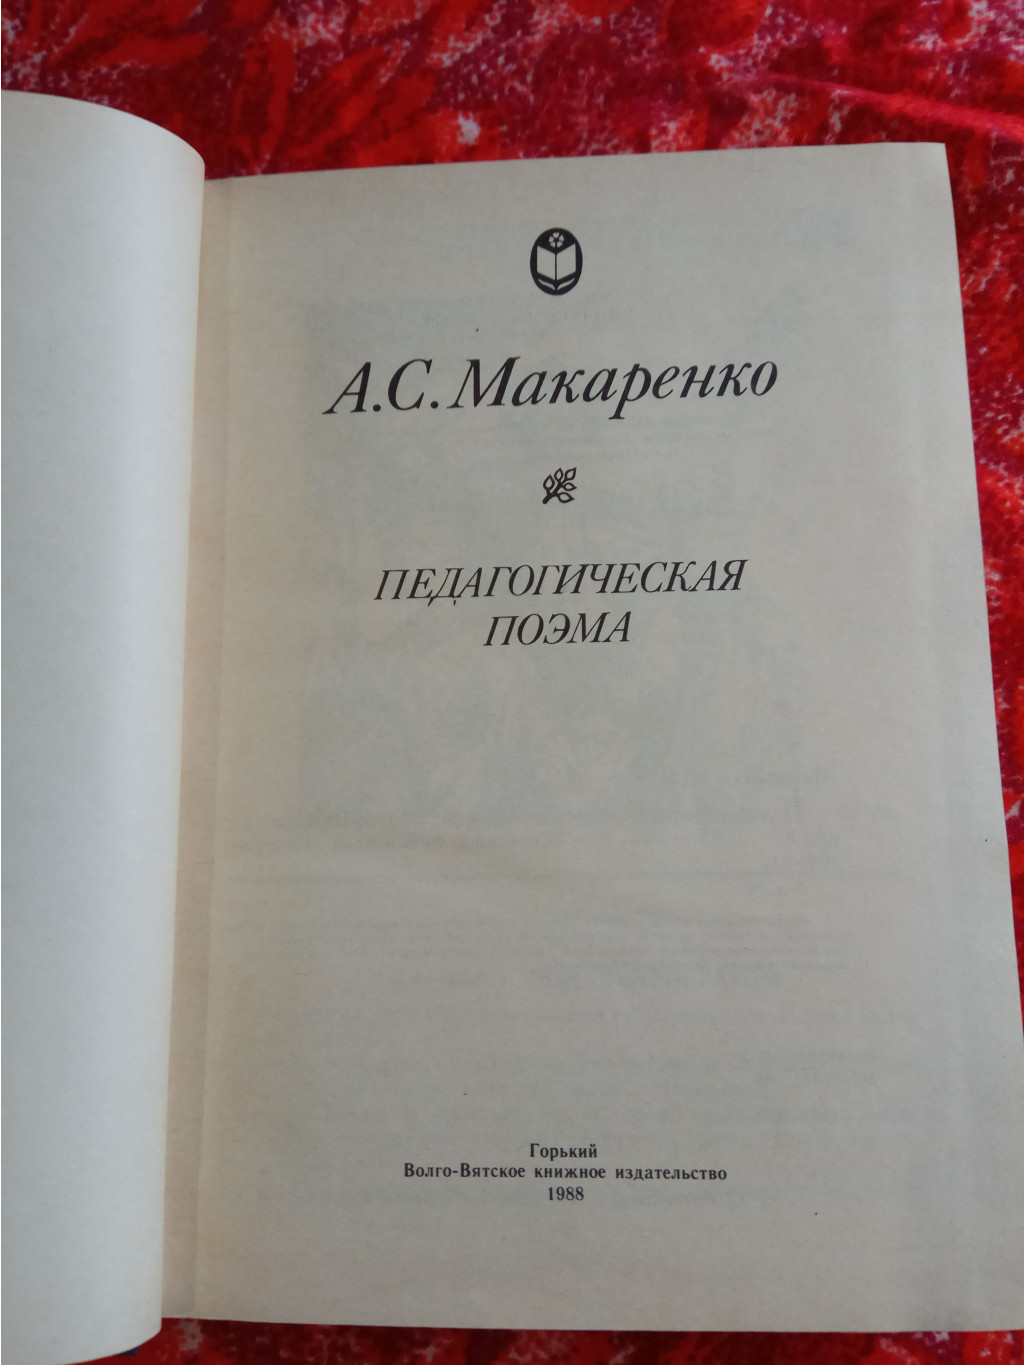 А.С. Макаренко
ПЕДАГОГИЧЕСКАЯ
ПОЭМА
Горький
Волго-Вятское книжное издательство
1988